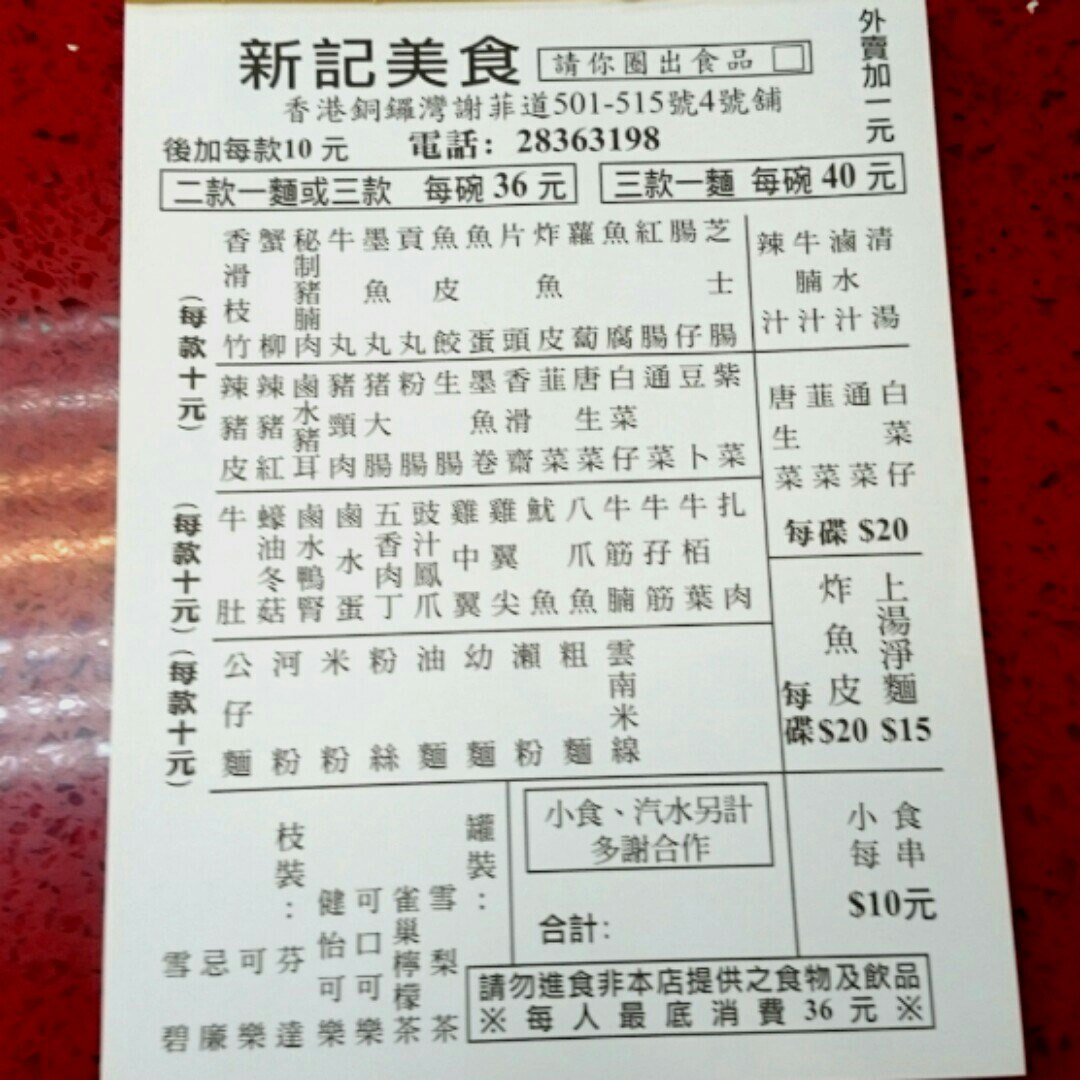 新記美食
請你圈出食品
外賣加一元
香港銅鑼灣謝菲道501-515號4號舖
後加每款10元
電話：28363198
二款一麵或三款 每碗 36 元
三款一麵 每碗 40 元
（每款十元）
香滑枝竹
蟹柳
秘制豬腩肉
牛丸
墨魚丸
貢丸
魚皮餃
魚蛋
片頭
炸魚皮
蘿蔔
魚腐
紅腸
腸仔
芝士腸
辣豬皮
辣豬紅
鹵水豬耳
豬頸肉
猪大腸
粉腸
生腸
墨魚卷
香滑齋
韮菜
唐生菜
白菜仔
通菜
豆卜
紫菜
（每款十元）
牛肚
蠔油冬菇
鹵水鴨腎
鹵水蛋
五香肉丁
豉汁鳳爪
雞中翼
雞翼尖
魷魚
八爪魚
牛筋腩
牛孖筋
牛栢葉
扎肉
（每款十元）
公仔麵
河粉
米粉
粉絲
油麵
幼麵
瀨粉
粗麵
雲南米線
辣汁
牛腩汁
滷水汁
清湯
唐生菜
韮菜
通菜
白菜仔
每碟 $20
炸魚皮
每碟 $20
上湯淨麵
$15
小食
每串
$10元
罐裝：
雪梨茶
雀巢檸檬茶
可口可樂
健怡可樂
枝裝：
芬達
可樂
忌廉
雪碧
小食、汽水另計
多謝合作
合計：
請勿進食非本店提供之食物及飲品
※ 每人最底消費 36 元 ※